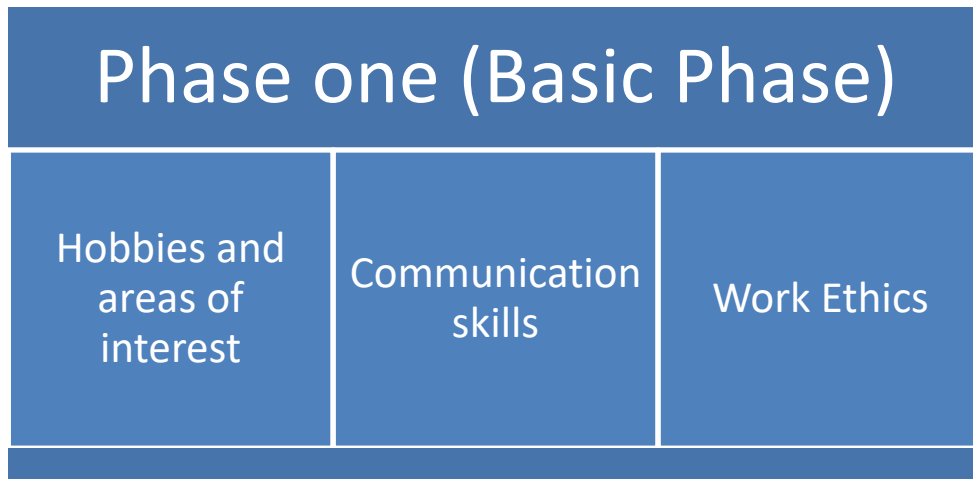 Phase one (Basic Phase)
Hobbies and
areas of
interest
Communication
skills
Work Ethics